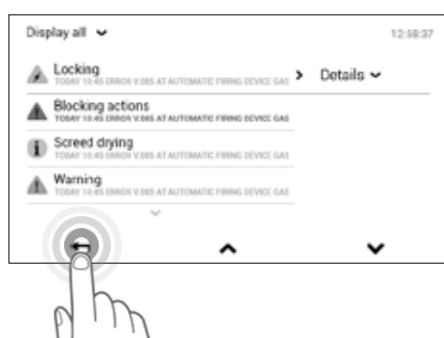 Display all
12:58:37
Locking
TODAY 10:45 ERROR V.085 AT AUTOMATIC FIRING DEVICE GAS
Details
Blocking actions
TODAY 10:45 ERROR V.085 AT AUTOMATIC FIRING DEVICE GAS
Screed drying
TODAY 10:45 ERROR V.085 AT AUTOMATIC FIRING DEVICE GAS
Warning
TODAY 10:45 ERROR V.085 AT AUTOMATIC FIRING DEVICE GAS